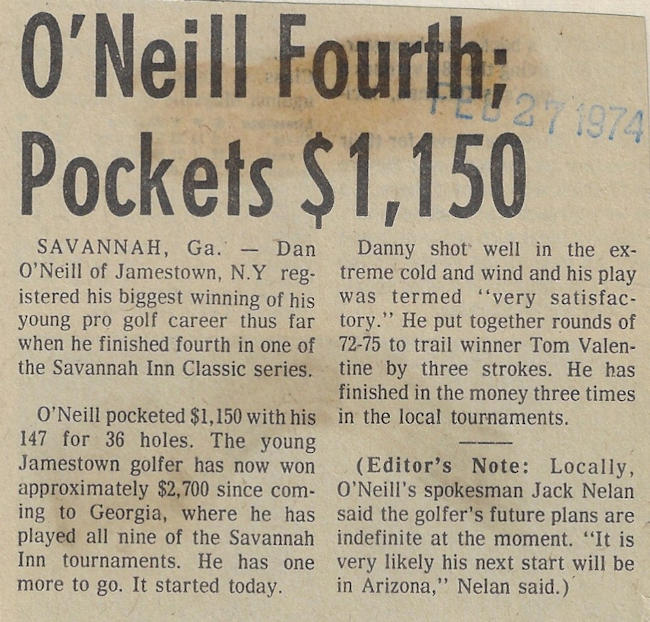 O'Neill Fourth;
FEB 27 1974
Pockets $1,150
SAVANNAH, Ga. — Dan
O'Neill of Jamestown, N.Y reg-
istered his biggest winning of his
young pro golf career thus far
when he finished fourth in one of
the Savannah Inn Classic series.
O'Neill pocketed $1,150 with his
147 for 36 holes. The young
Jamestown golfer has now won
approximately $2,700 since com-
ing to Georgia, where he has
played all nine of the Savannah
Inn tournaments. He has one
more to go. It started today.
Danny shot well in the ex-
treme cold and wind and his play
was termed "very satisfac-
tory." He put together rounds of
72-75 to trail winner Tom Valen-
tine by three strokes. He has
finished in the money three times
in the local tournaments.
(Editor's Note: Locally,
O'Neill's spokesman Jack Nelan
said the golfer's future plans are
indefinite at the moment. "It is
very likely his next start will be
in Arizona," Nelan said.)